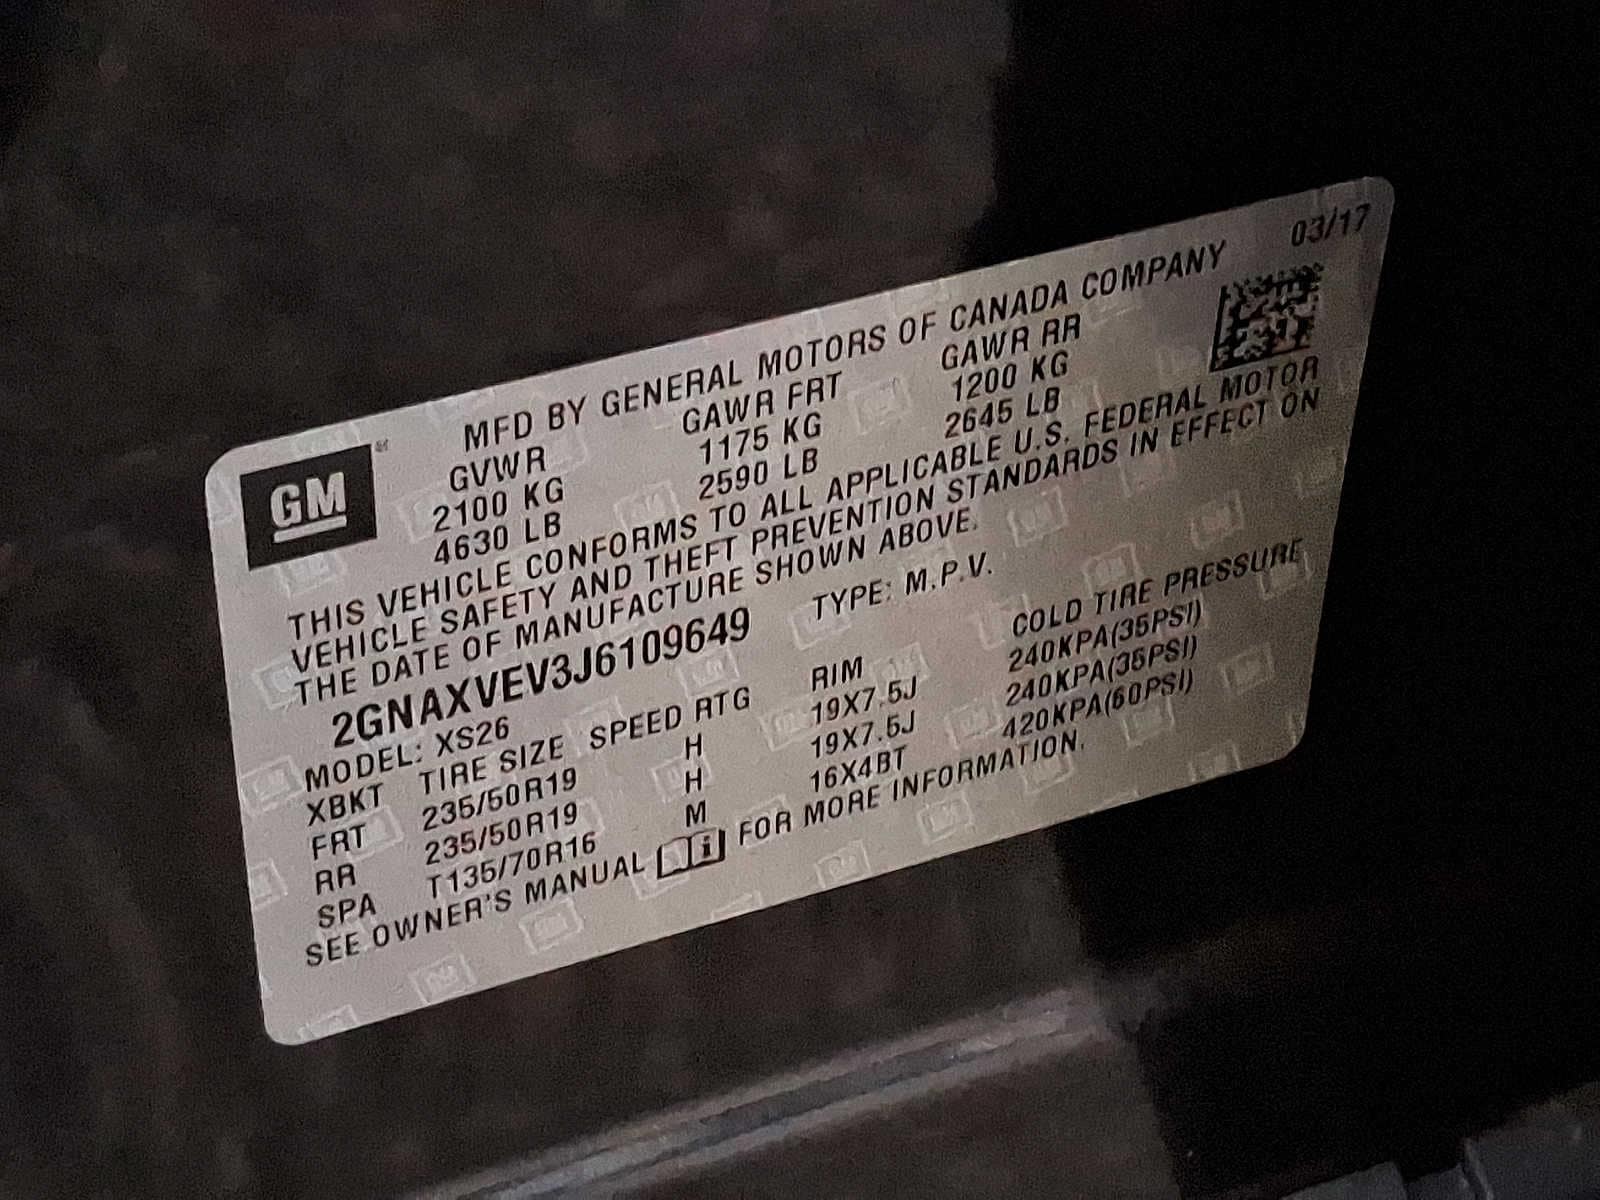 03/17
MFD BY GENERAL MOTORS OF CANADA COMPANY
GM
GVWR GAWR FRT GAWR RR
2100 KG 1175 KG 1200 KG
4630 LB 2590 LB 2645 LB
THIS VEHICLE CONFORMS TO ALL APPLICABLE U.S. FEDERAL MOTOR
VEHICLE SAFETY AND THEFT PREVENTION STANDARDS IN EFFECT ON
THE DATE OF MANUFACTURE SHOWN ABOVE.
2GNAXVEV3J6109649 TYPE: M.P.V.
MODEL: XS26
XBKT TIRE SIZE SPEED RTG RIM COLD TIRE PRESSURE
FRT 235/50R19 H 19X7.5J 240KPA(35PSI)
RR 235/50R19 H 19X7.5J 240KPA(35PSI)
SPA T135/70R16 M 16X4BT 420KPA(60PSI)
SEE OWNER'S MANUAL i FOR MORE INFORMATION.